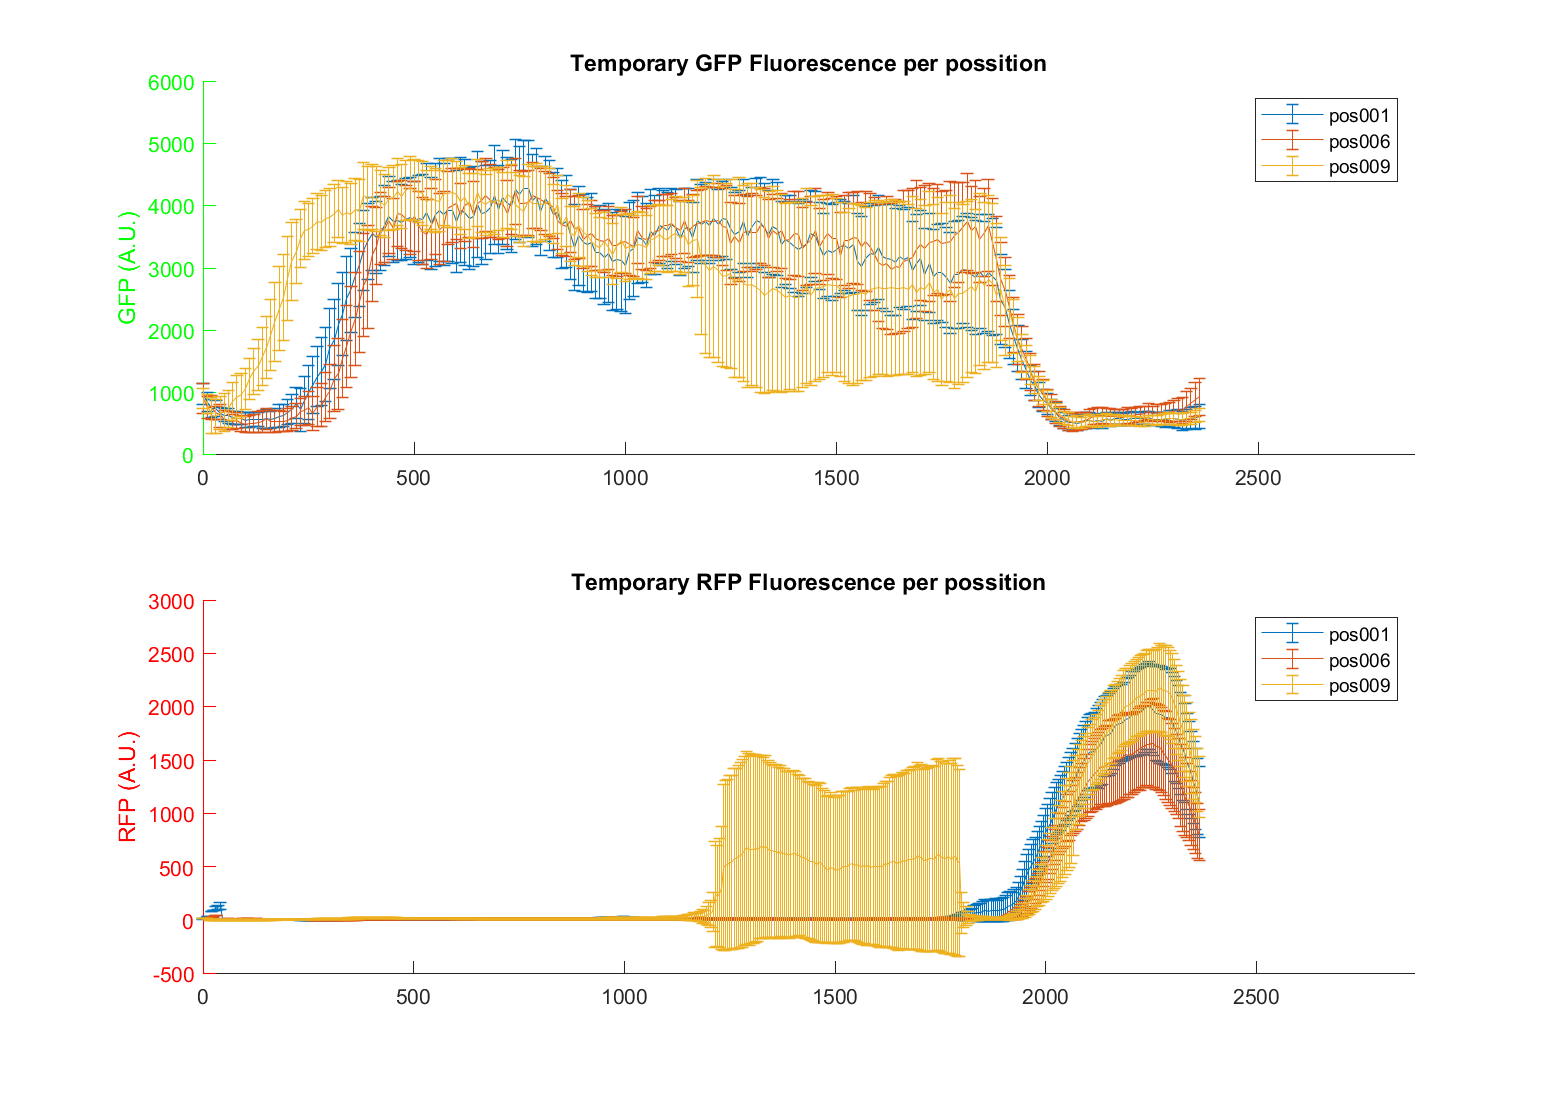 Temporary GFP Fluorescence per possition
GFP (A.U.)
6000
5000
4000
3000
2000
1000
0
0 500 1000 1500 2000 2500
pos001
pos006
pos009
Temporary RFP Fluorescence per possition
RFP (A.U.)
3000
2500
2000
1500
1000
500
0
-500
0 500 1000 1500 2000 2500
pos001
pos006
pos009